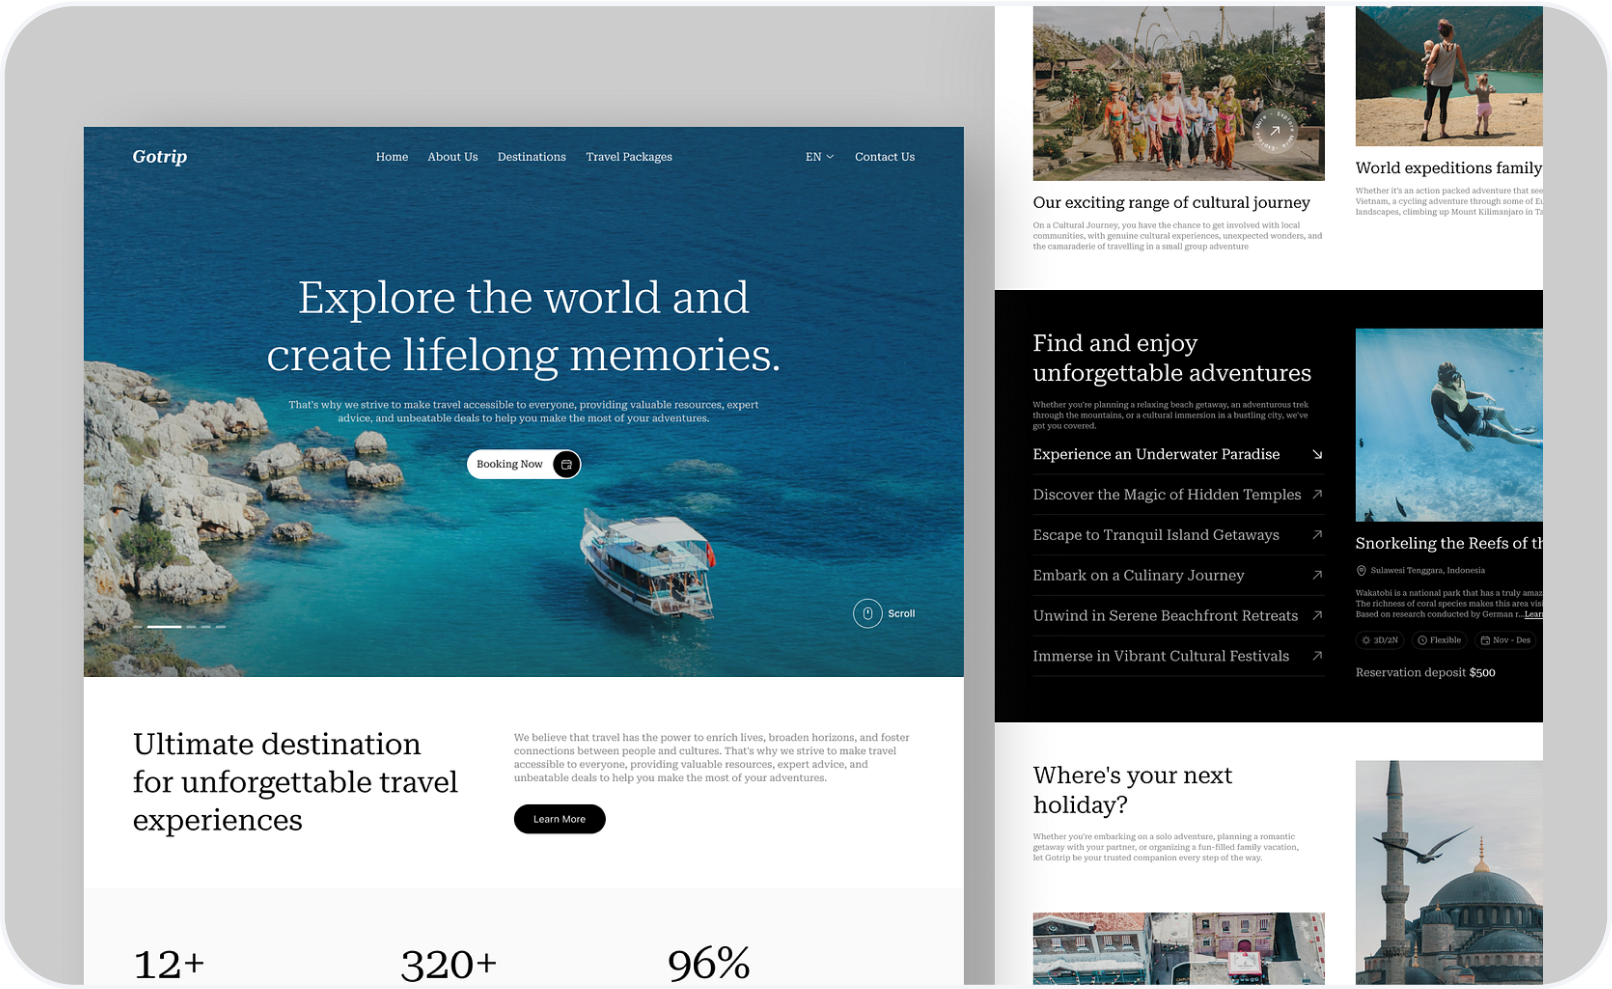 Gotrip
Home
About Us
Destinations
Travel Packages
EN
Contact Us
Explore the world and
create lifelong memories.
That's why we strive to make travel accessible to everyone, providing valuable resources, expert
advice, and unbeatable deals to help you make the most of your adventures.
Booking Now
Scroll
Ultimate destination
for unforgettable travel
experiences
We believe that travel has the power to enrich lives, broaden horizons, and foster
connections between people and cultures. That's why we strive to make travel
accessible to everyone, providing valuable resources, expert advice, and
unbeatable deals to help you make the most of your adventures.
Learn More
12+
320+
96%
Our exciting range of cultural journey
On a Cultural Journey, you have the chance to get involved with local
communities, with genuine cultural experiences, unexpected wonders, and
the camaraderie of travelling in a small group adventure
World expeditions family
Whether it's an action packed adventure that see
Vietnam, a cycling adventure through some of Eu
landscapes, climbing up Mount Kilimanjaro in Ta
Find and enjoy
unforgettable adventures
Whether you're planning a relaxing beach getaway, an adventurous trek
through the mountains, or a cultural immersion in a bustling city, we've
got you covered.
Experience an Underwater Paradise
Discover the Magic of Hidden Temples
Escape to Tranquil Island Getaways
Embark on a Culinary Journey
Unwind in Serene Beachfront Retreats
Immerse in Vibrant Cultural Festivals
Snorkeling the Reefs of th
Sulawesi Tenggara, Indonesia
Wakatobi is a national park that has a truly amaz
The richness of coral species makes this area visi
Based on research conducted by German r...Lear
3D/2N
Flexible
Nov - Des
Reservation deposit $500
Where's your next
holiday?
Whether you're embarking on a solo adventure, planning a romantic
getaway with your partner, or organizing a fun-filled family vacation,
let Gotrip be your trusted companion every step of the way.